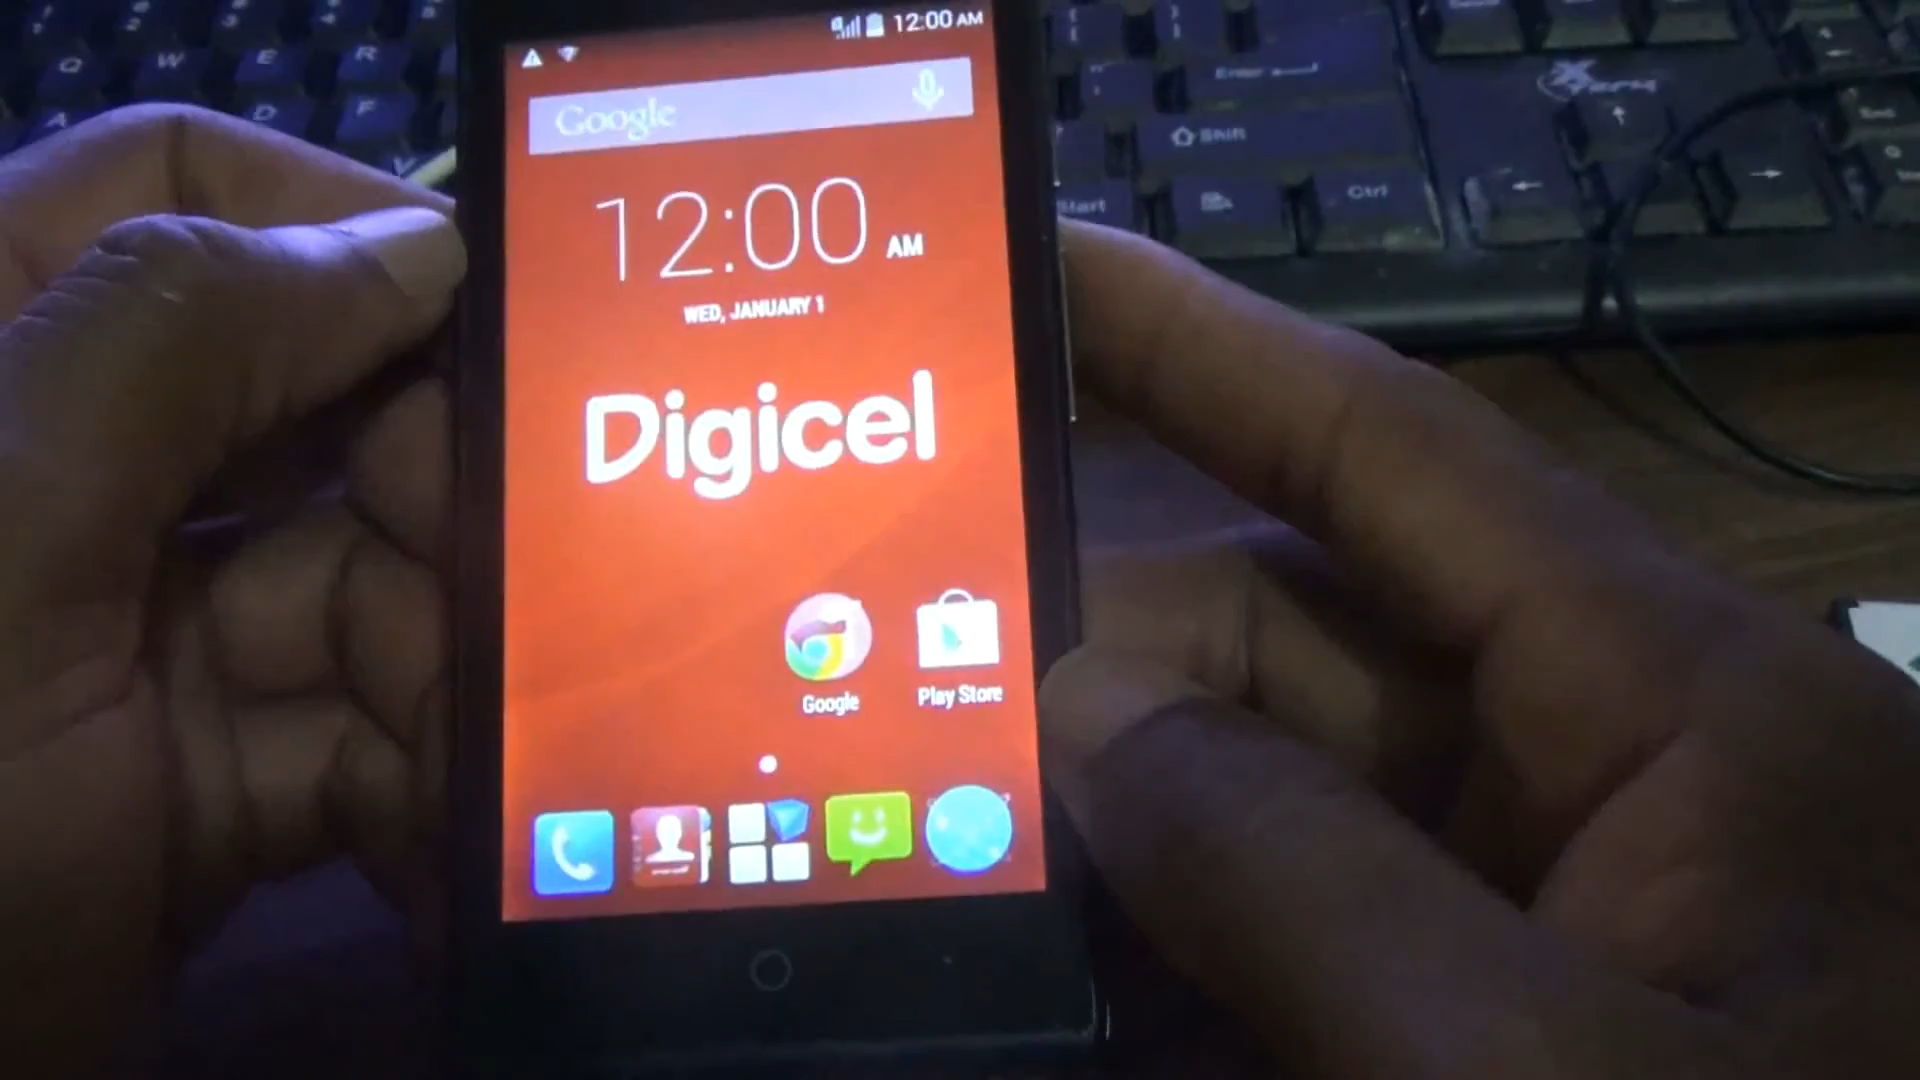 Q W E R
A D F
V
Enter
Shift
Start
Ctrl
12:00 AM
Google
12:00 AM
WED, JANUARY 1
Digicel
Google
Play Store